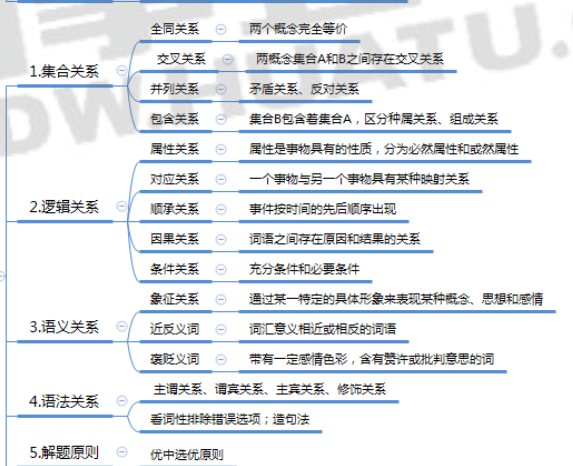 1.集合关系
全同关系
两个概念完全等价
交叉关系
两概念集合A和B之间存在交叉关系
并列关系
矛盾关系、反对关系
包含关系
集合B包含着集合A，区分种属关系、组成关系
2.逻辑关系
属性关系
属性是事物具有的性质，分为必然属性和或然属性
对应关系
一个事物与另一个事物具有某种映射关系
顺承关系
事件按时间的先后顺序出现
因果关系
词语之间存在原因和结果的关系
条件关系
充分条件和必要条件
3.语义关系
象征关系
通过某一特定的具体形象来表现某种概念、思想和感情
近反义词
词汇意义相近或相反的词语
褒贬义词
带有一定感情色彩，含有赞许或批判意思的词
4.语法关系
主谓关系、谓宾关系、主宾关系、修饰关系
看词性排除错误选项；造句法
5.解题原则
优中选优原则
DW.HUATU.